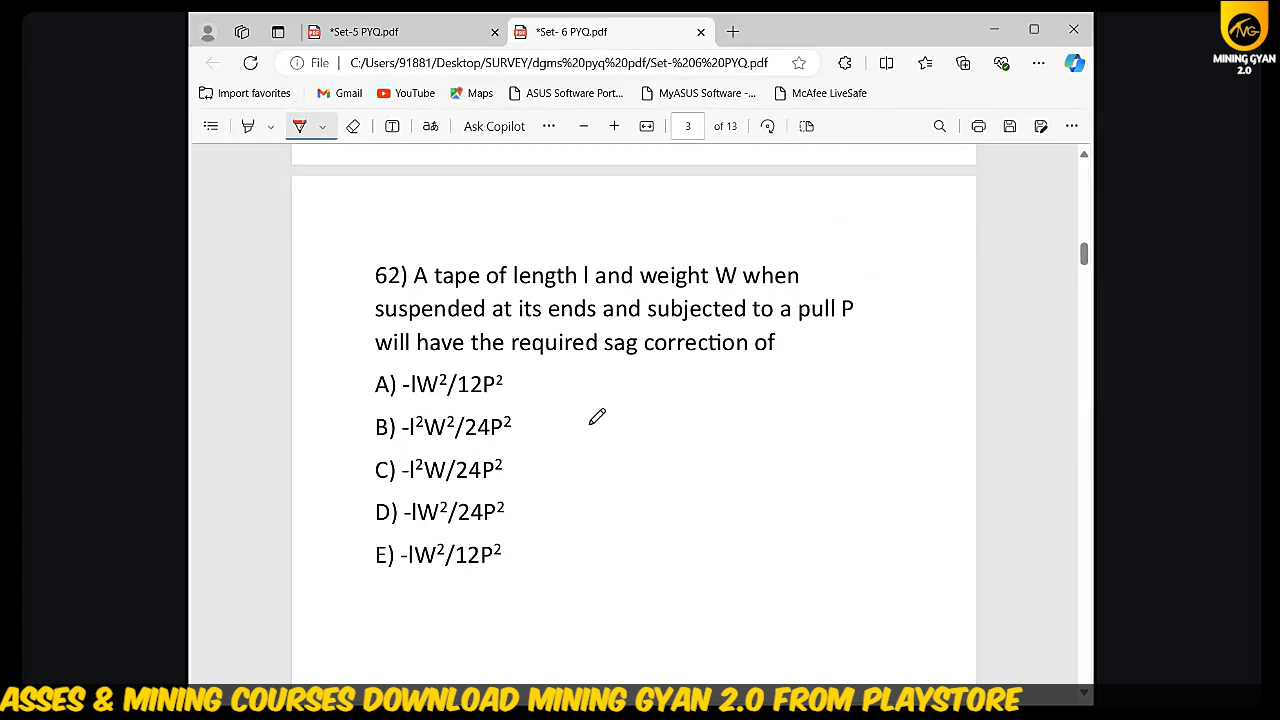 *Set-5 PYQ.pdf
*Set- 6 PYQ.pdf
MINING GYAN
2.0
File
C:/Users/91881/Desktop/SURVEY/dgms%20pyq%20pdf/Set-%206%20PYQ.pdf
Import favorites
Gmail
YouTube
Maps
ASUS Software Port...
MyASUS Software -...
McAfee LiveSafe
Ask Copilot
3 of 13
62) A tape of length l and weight W when
suspended at its ends and subjected to a pull P
will have the required sag correction of
A) -lW²/12P²
B) -l²W²/24P²
C) -l²W/24P²
D) -lW²/24P²
E) -lW²/12P²
ASSES & MINING COURSES DOWNLOAD MINING GYAN 2.0 FROM PLAYSTORE